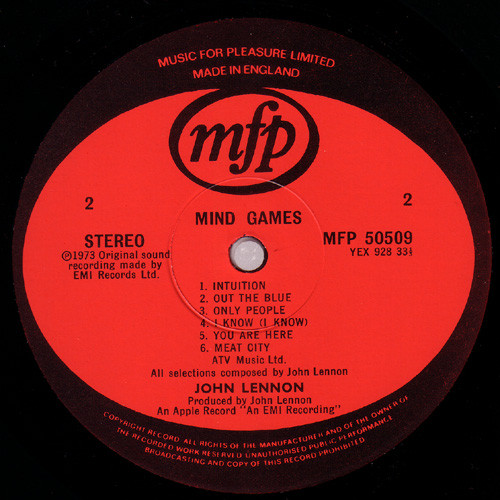 MUSIC FOR PLEASURE LIMITED
MADE IN ENGLAND
mfp
2
2
MIND GAMES
STEREO
MFP 50509
℗1973 Original sound
recording made by
EMI Records Ltd.
YEX 928 33⅓
1. INTUITION
2. OUT THE BLUE
3. ONLY PEOPLE
4. I KNOW (I KNOW)
5. YOU ARE HERE
6. MEAT CITY
ATV Music Ltd.
All selections composed by John Lennon
JOHN LENNON
Produced by John Lennon
An Apple Record "An EMI Recording"
COPYRIGHT RECORD. ALL RIGHTS OF THE MANUFACTURER AND OF THE OWNER OF
THE RECORDED WORK RESERVED UNAUTHORISED PUBLIC PERFORMANCE
BROADCASTING AND COPY OF THIS RECORD PROHIBITED